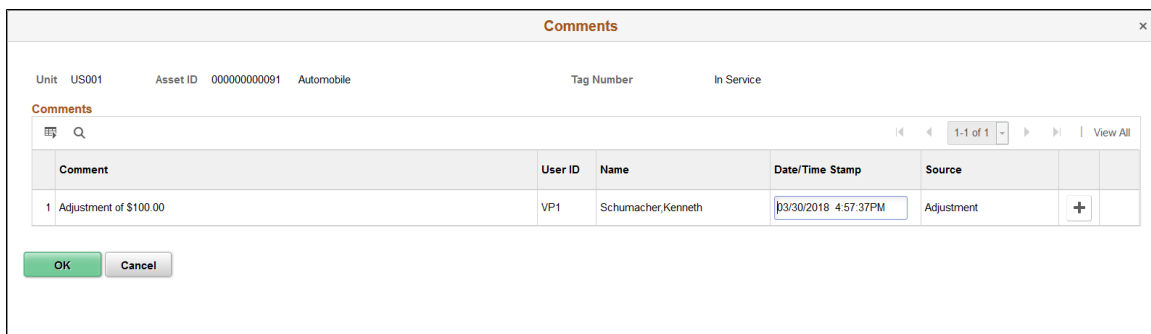 Comments ×
Unit US001 Asset ID 000000000091 Automobile Tag Number In Service
Comments
1-1 of 1 | View All
Comment User ID Name Date/Time Stamp Source
1 Adjustment of $100.00 VP1 Schumacher,Kenneth 03/30/2018 4:57:37PM Adjustment +
OK Cancel